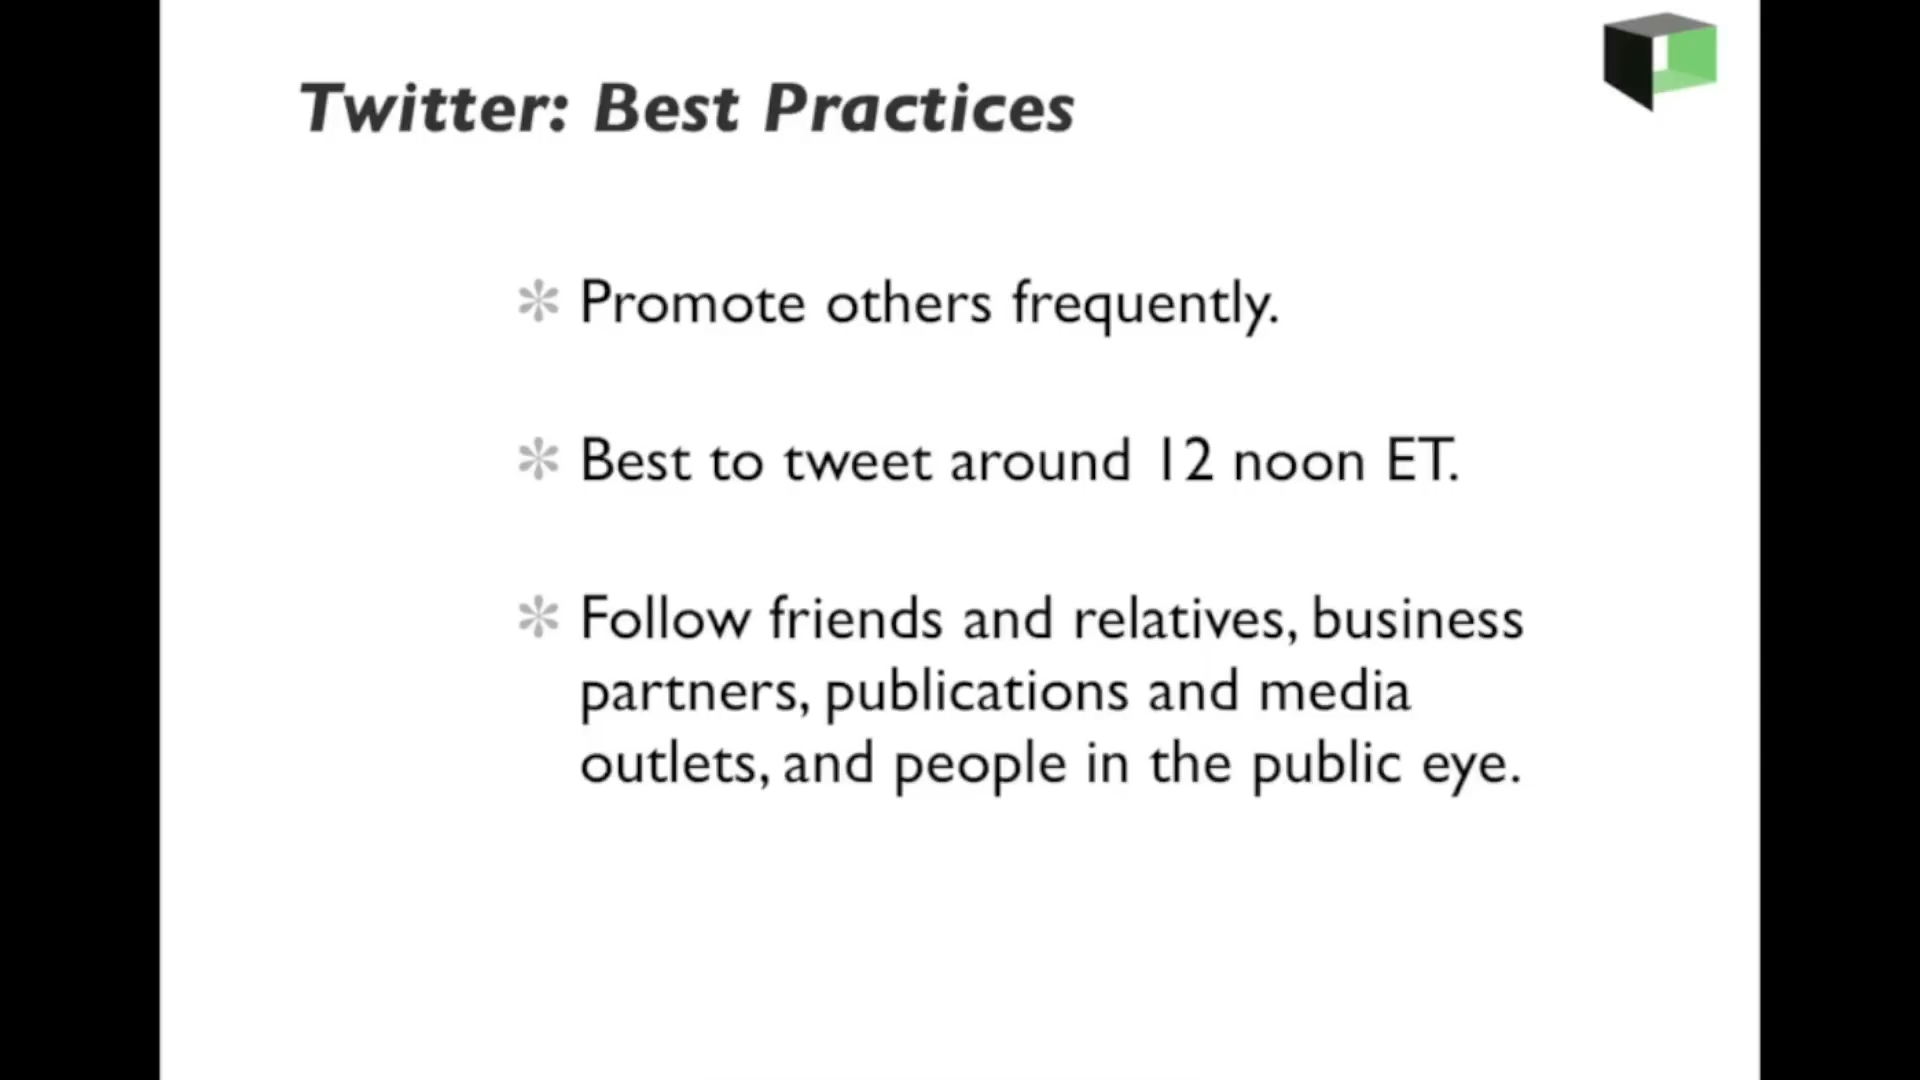 Twitter: Best Practices
✻ Promote others frequently.
✻ Best to tweet around 12 noon ET.
✻ Follow friends and relatives, business
partners, publications and media
outlets, and people in the public eye.